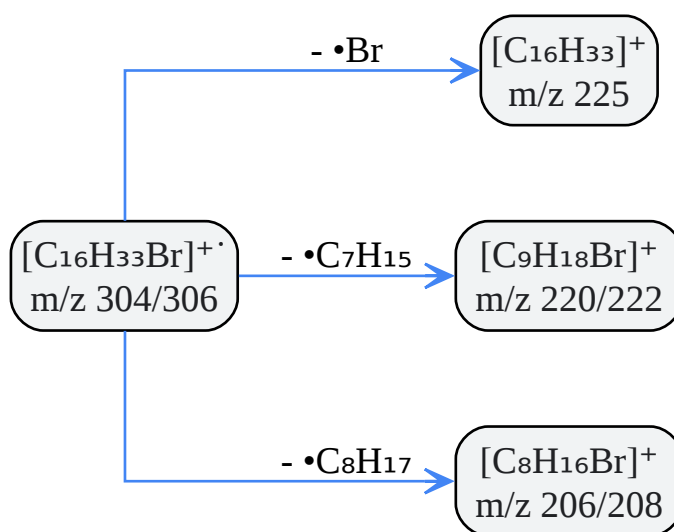 - •Br
[C₁₆H₃₃]⁺
m/z 225
[C₁₆H₃₃Br]⁺˙
m/z 304/306
- •C₇H₁₅
[C₉H₁₈Br]⁺
m/z 220/222
- •C₈H₁₇
[C₈H₁₆Br]⁺
m/z 206/208